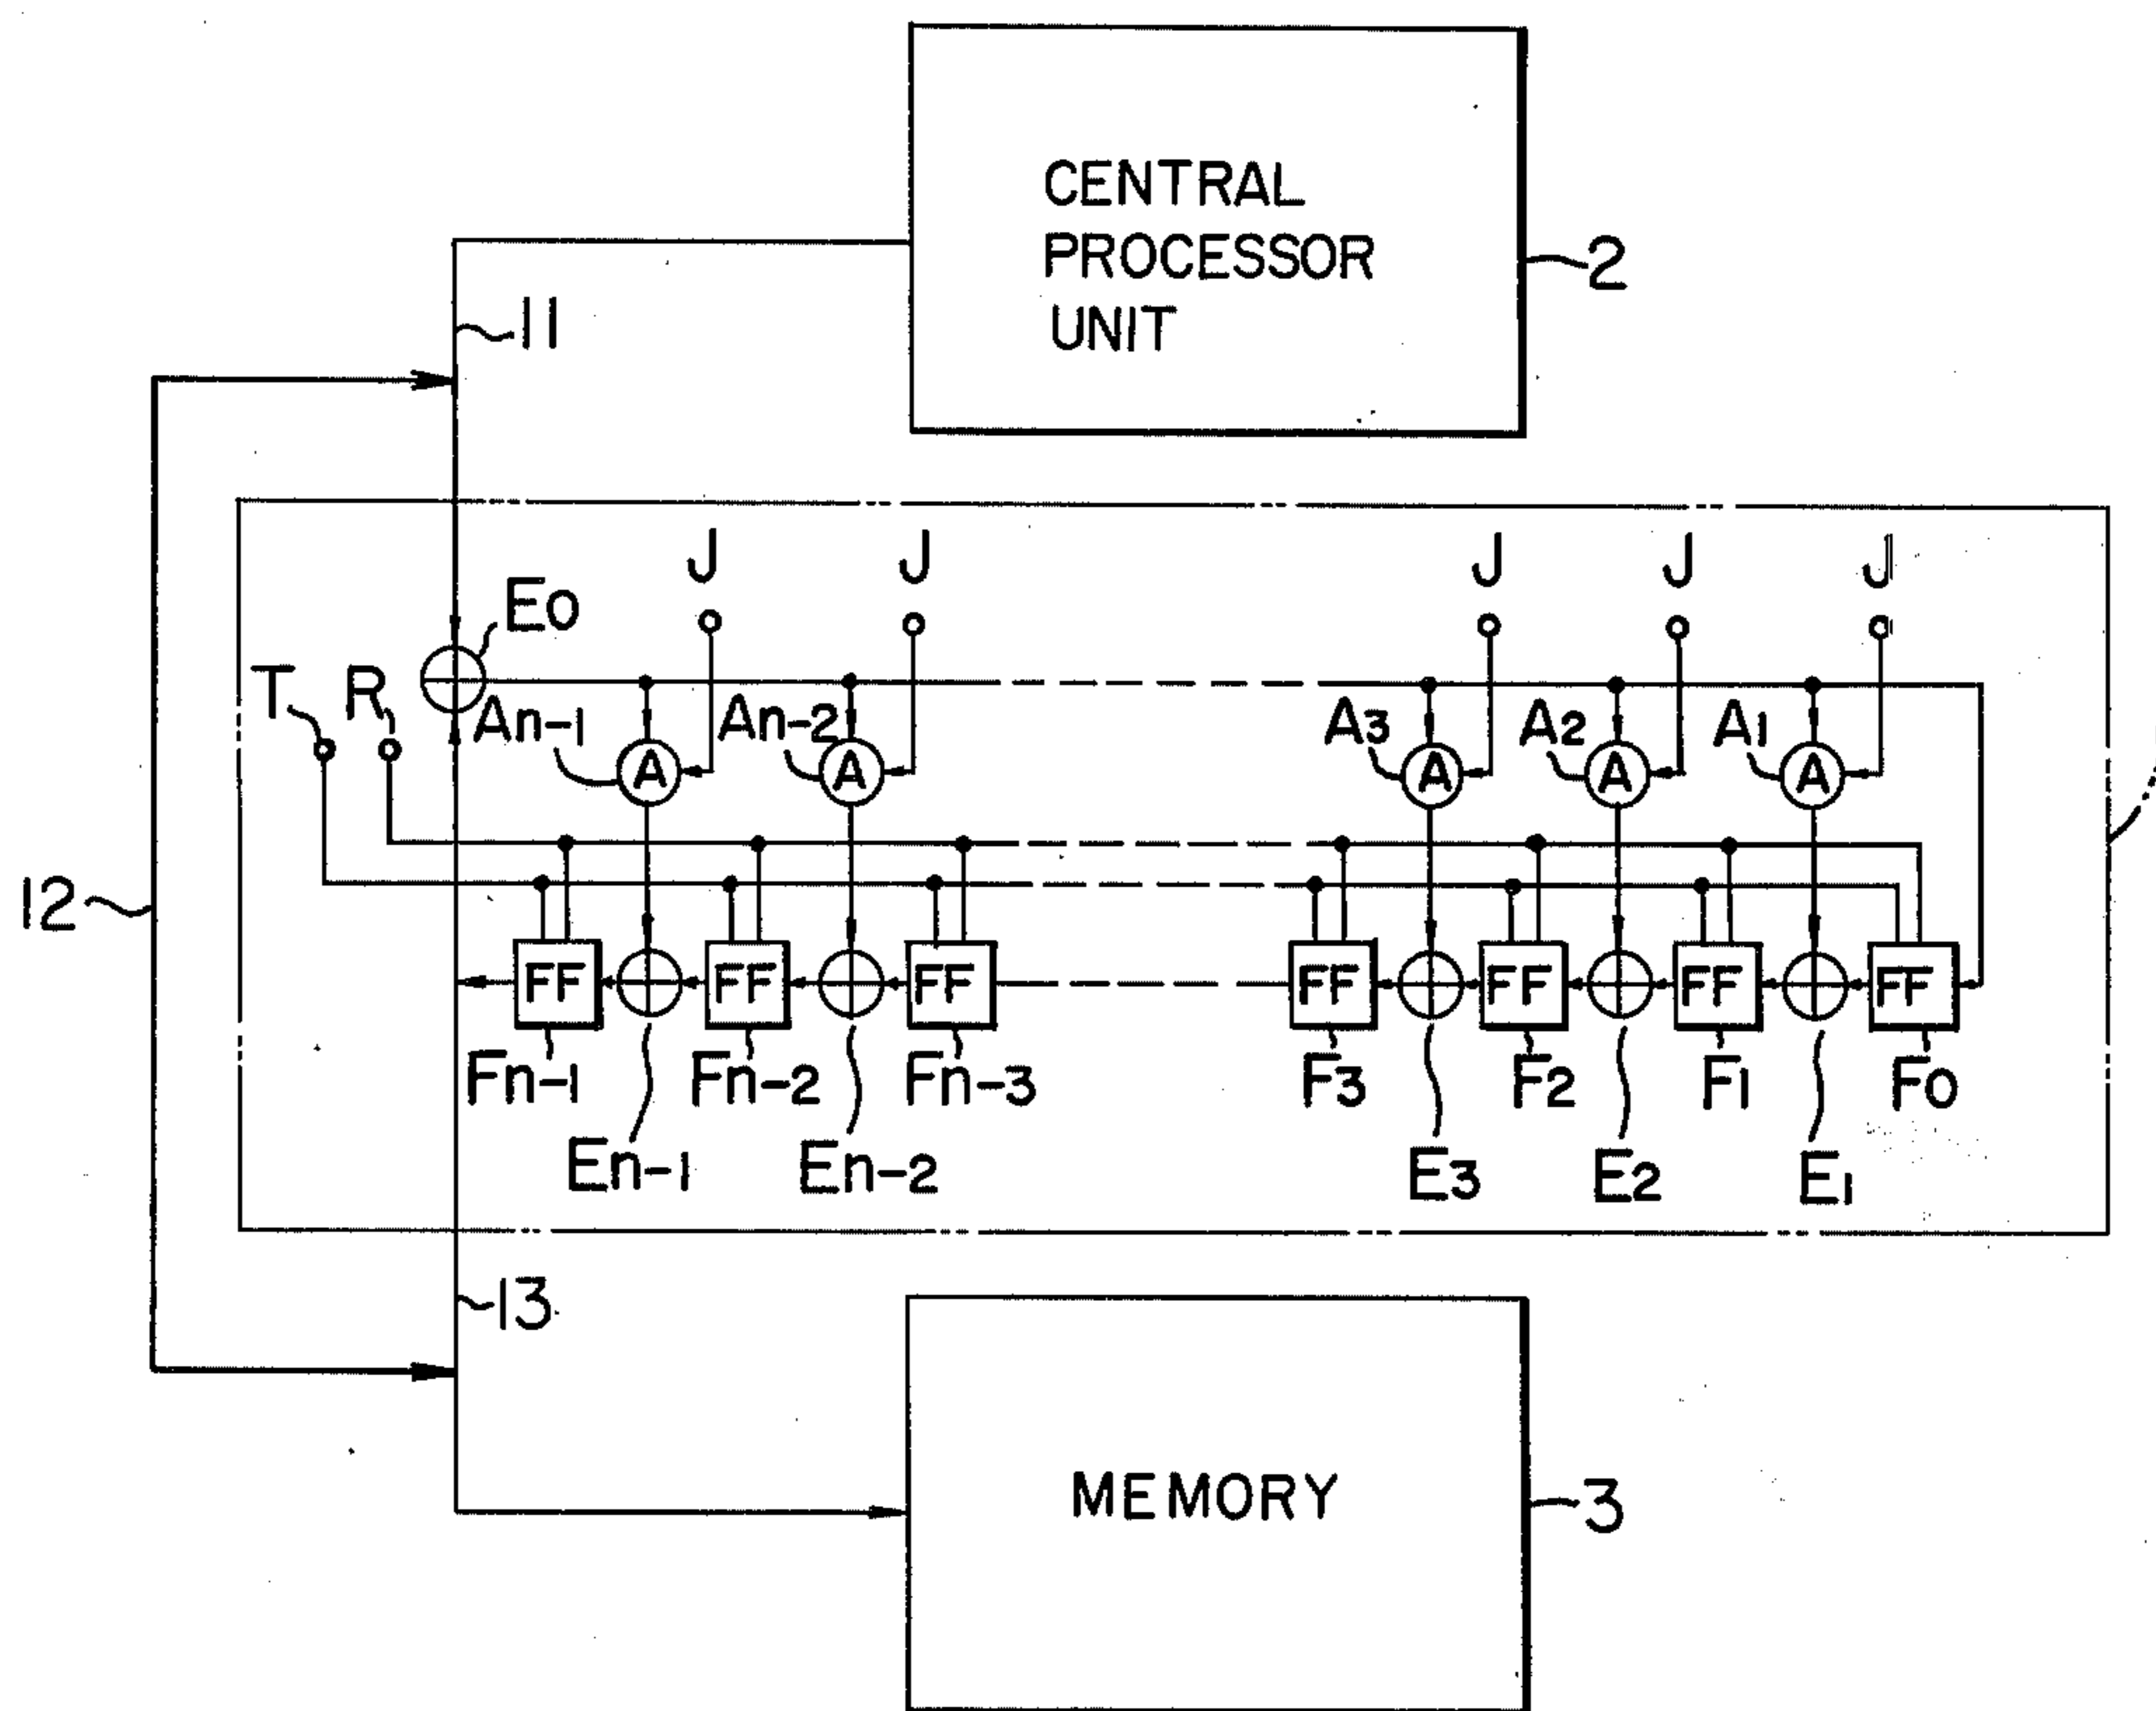 CENTRAL
PROCESSOR
UNIT
2
11
J J J J J
E0
T R An-1 An-2 A3 A2 A1
A A A A A
12
FF FF FF FF FF FF FF
Fn-1 Fn-2 Fn-3 F3 F2 F1 F0
En-1 En-2 E3 E2 E1
13
MEMORY
3